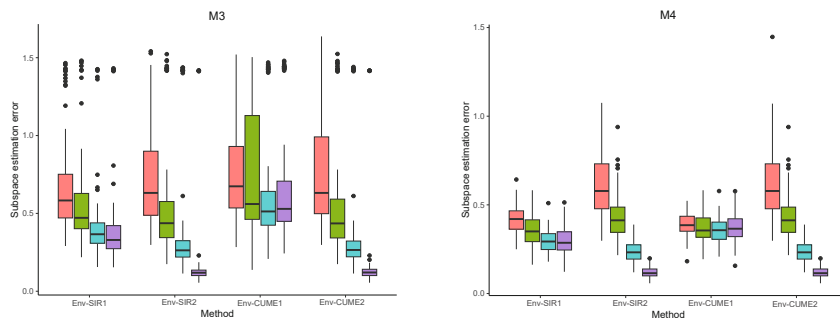 M3
Subspace estimation error
1.5
1.0
0.5
0.0
Env-SIR1
Env-SIR2
Env-CUME1
Env-CUME2
Method
M4
Subspace estimation error
1.5
1.0
0.5
0.0
Env-SIR1
Env-SIR2
Env-CUME1
Env-CUME2
Method